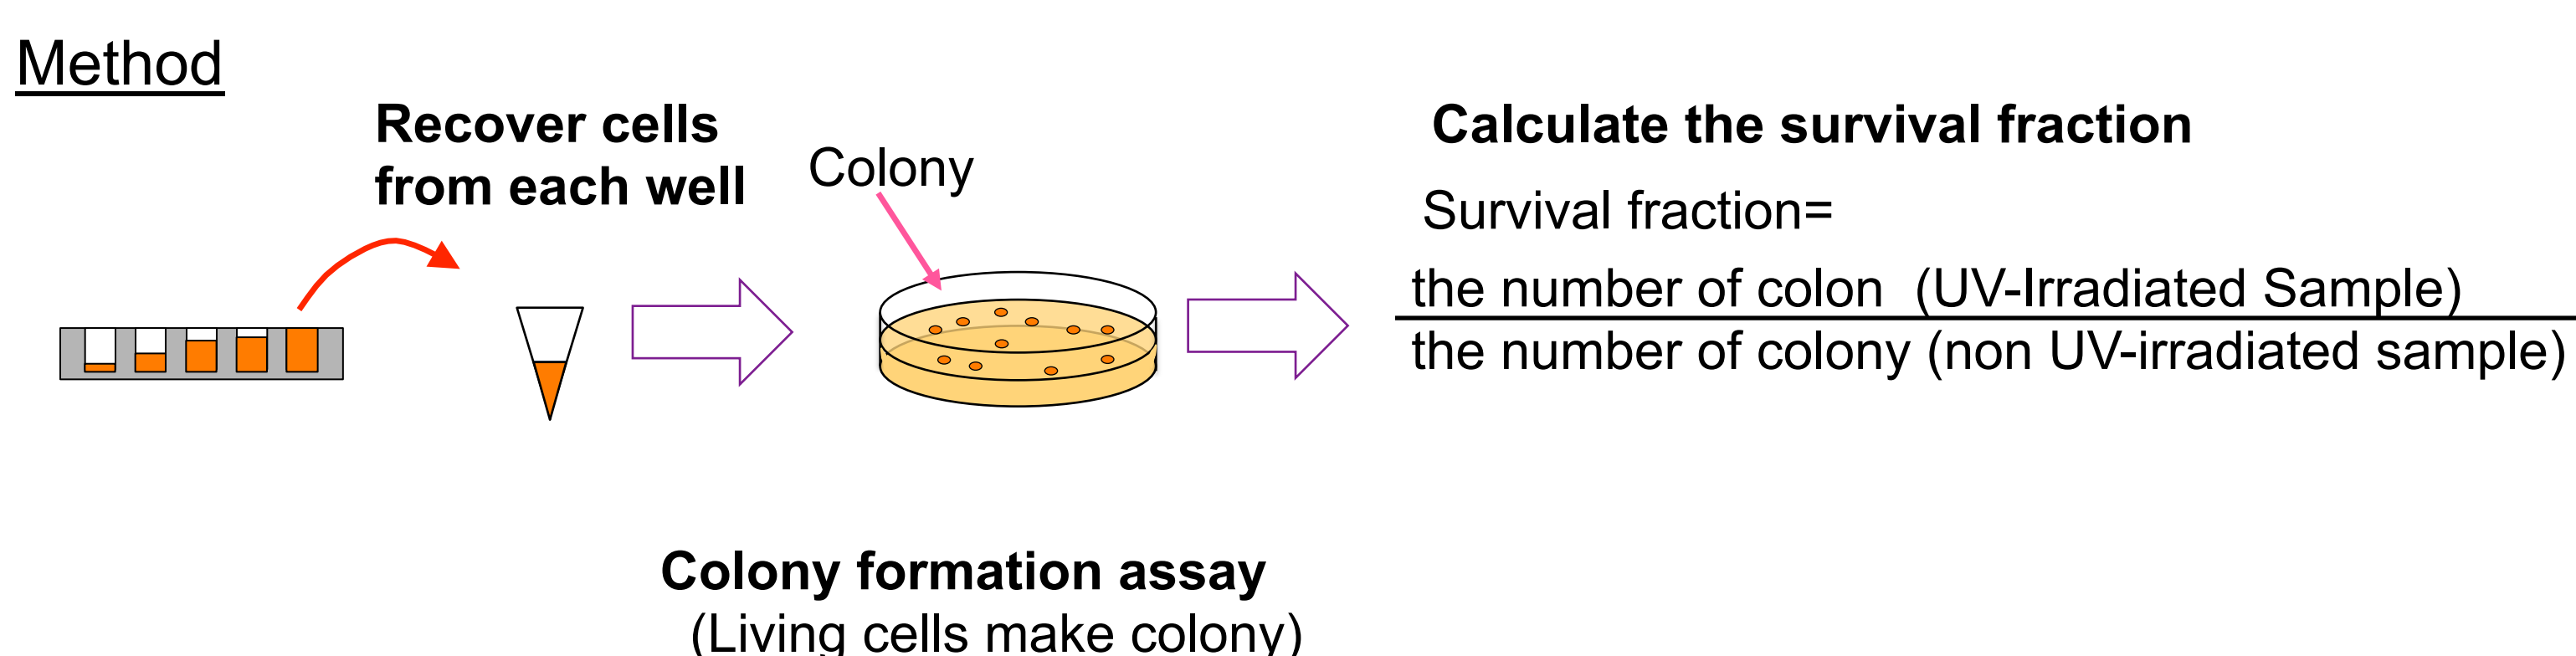 Method
Recover cells
from each well
Colony
Calculate the survival fraction
Survival fraction=
the number of colon  (UV-Irradiated Sample)
the number of colony (non UV-irradiated sample)
Colony formation assay
(Living cells make colony)